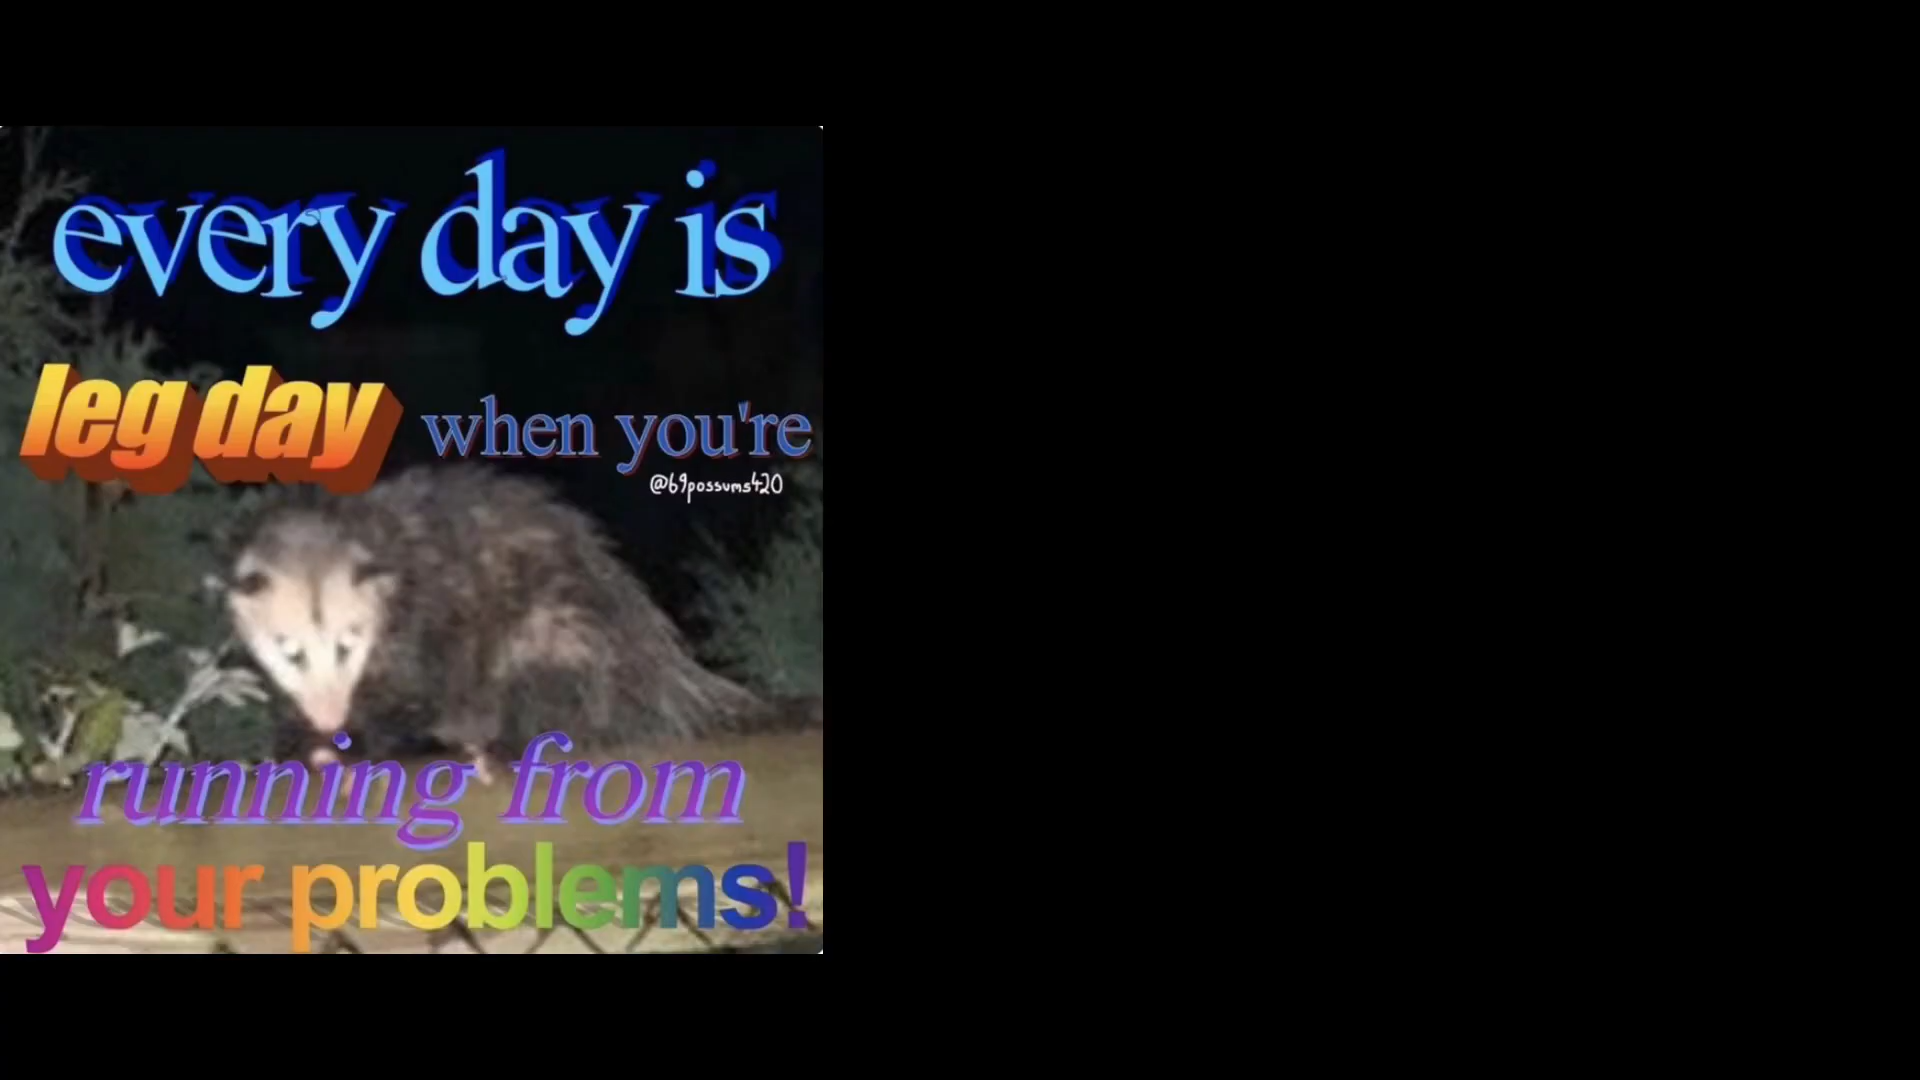 every day is
leg day when you're
@69possums420
running from
your problems!